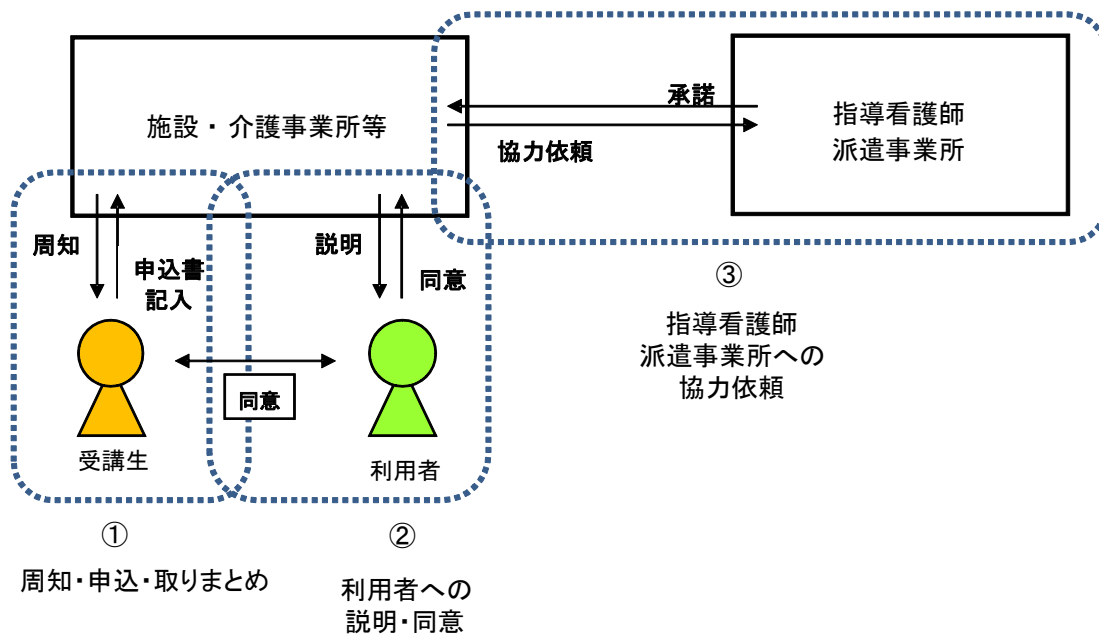 施設・介護事業所等
承諾
協力依頼
指導看護師
派遣事業所
周知
申込書
記入
説明
同意
同意
受講生
利用者
①
周知・申込・取りまとめ
②
利用者への
説明・同意
③
指導看護師
派遣事業所への
協力依頼